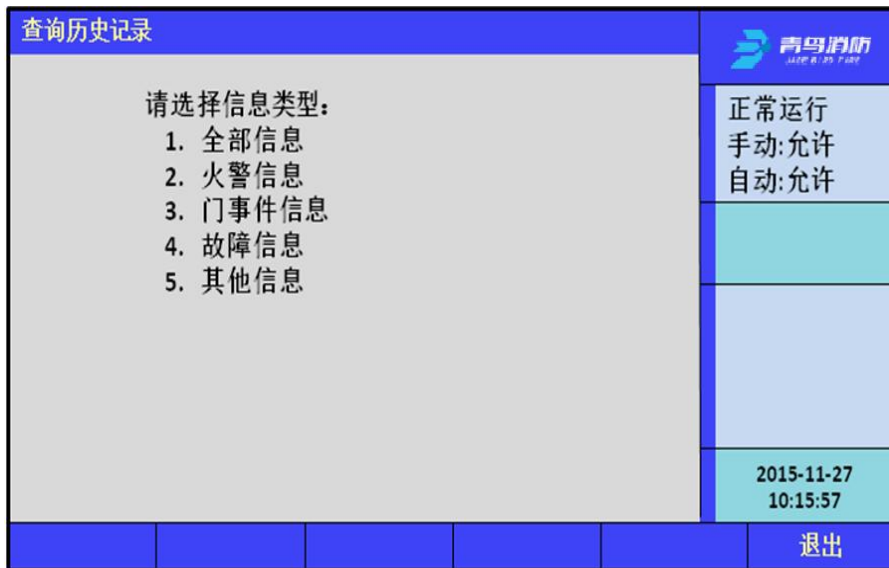 查询历史记录
青鸟消防
JADE BIRD FIRE
请选择信息类型：
1. 全部信息
2. 火警信息
3. 门事件信息
4. 故障信息
5. 其他信息
正常运行
手动:允许
自动:允许
2015-11-27
10:15:57
退出